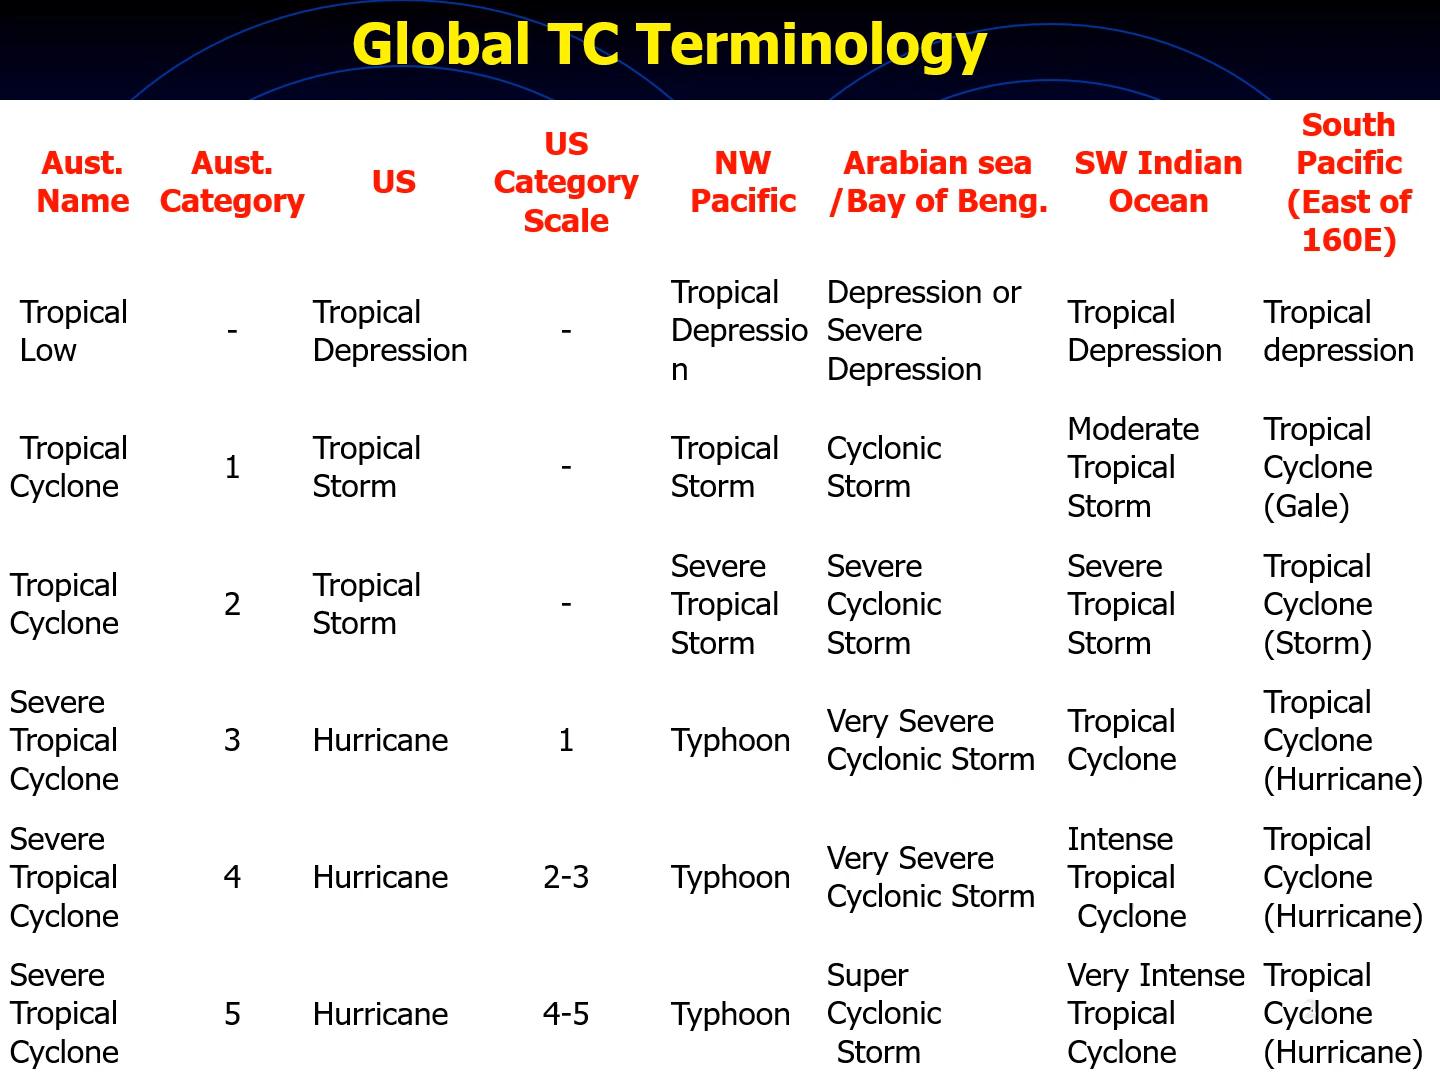 Global TC Terminology
Aust. Name | Aust. Category | US | US Category Scale | NW Pacific | Arabian sea /Bay of Beng. | SW Indian Ocean | South Pacific (East of 160E)
Tropical Low | - | Tropical Depression | - | Tropical Depressio n | Depression or Severe Depression | Tropical Depression | Tropical depression
Tropical Cyclone | 1 | Tropical Storm | - | Tropical Storm | Cyclonic Storm | Moderate Tropical Storm | Tropical Cyclone (Gale)
Tropical Cyclone | 2 | Tropical Storm | - | Severe Tropical Storm | Severe Cyclonic Storm | Severe Tropical Storm | Tropical Cyclone (Storm)
Severe Tropical Cyclone | 3 | Hurricane | 1 | Typhoon | Very Severe Cyclonic Storm | Tropical Cyclone | Tropical Cyclone (Hurricane)
Severe Tropical Cyclone | 4 | Hurricane | 2-3 | Typhoon | Very Severe Cyclonic Storm | Intense Tropical Cyclone | Tropical Cyclone (Hurricane)
Severe Tropical Cyclone | 5 | Hurricane | 4-5 | Typhoon | Super Cyclonic Storm | Very Intense Tropical Cyclone | Tropical Cyclone (Hurricane)